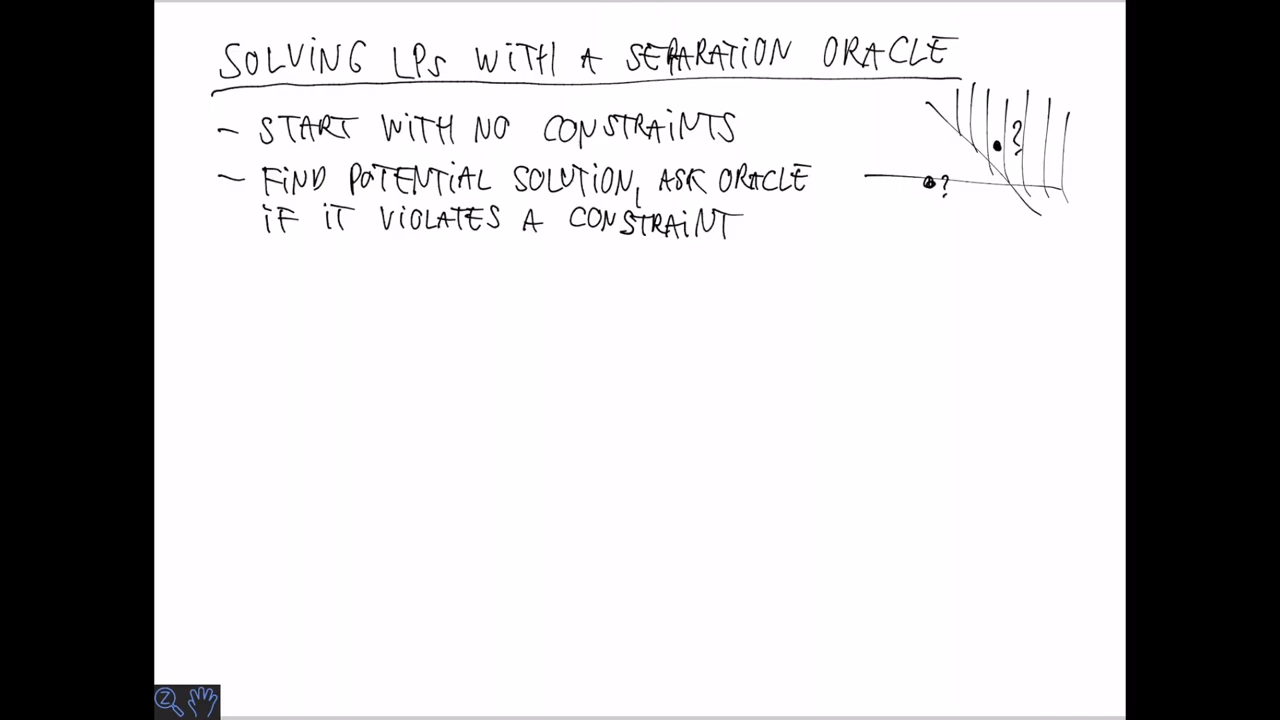 SOLViNG LPs WiTH A SEPARATiON ORACLE
- START WiTH NO CONSTRAiNTS
- FiND POTENTiAL SOLUTiON, ASK ORACLE
iF iT ViOLATES A CONSTRAiNT
?
?
Z